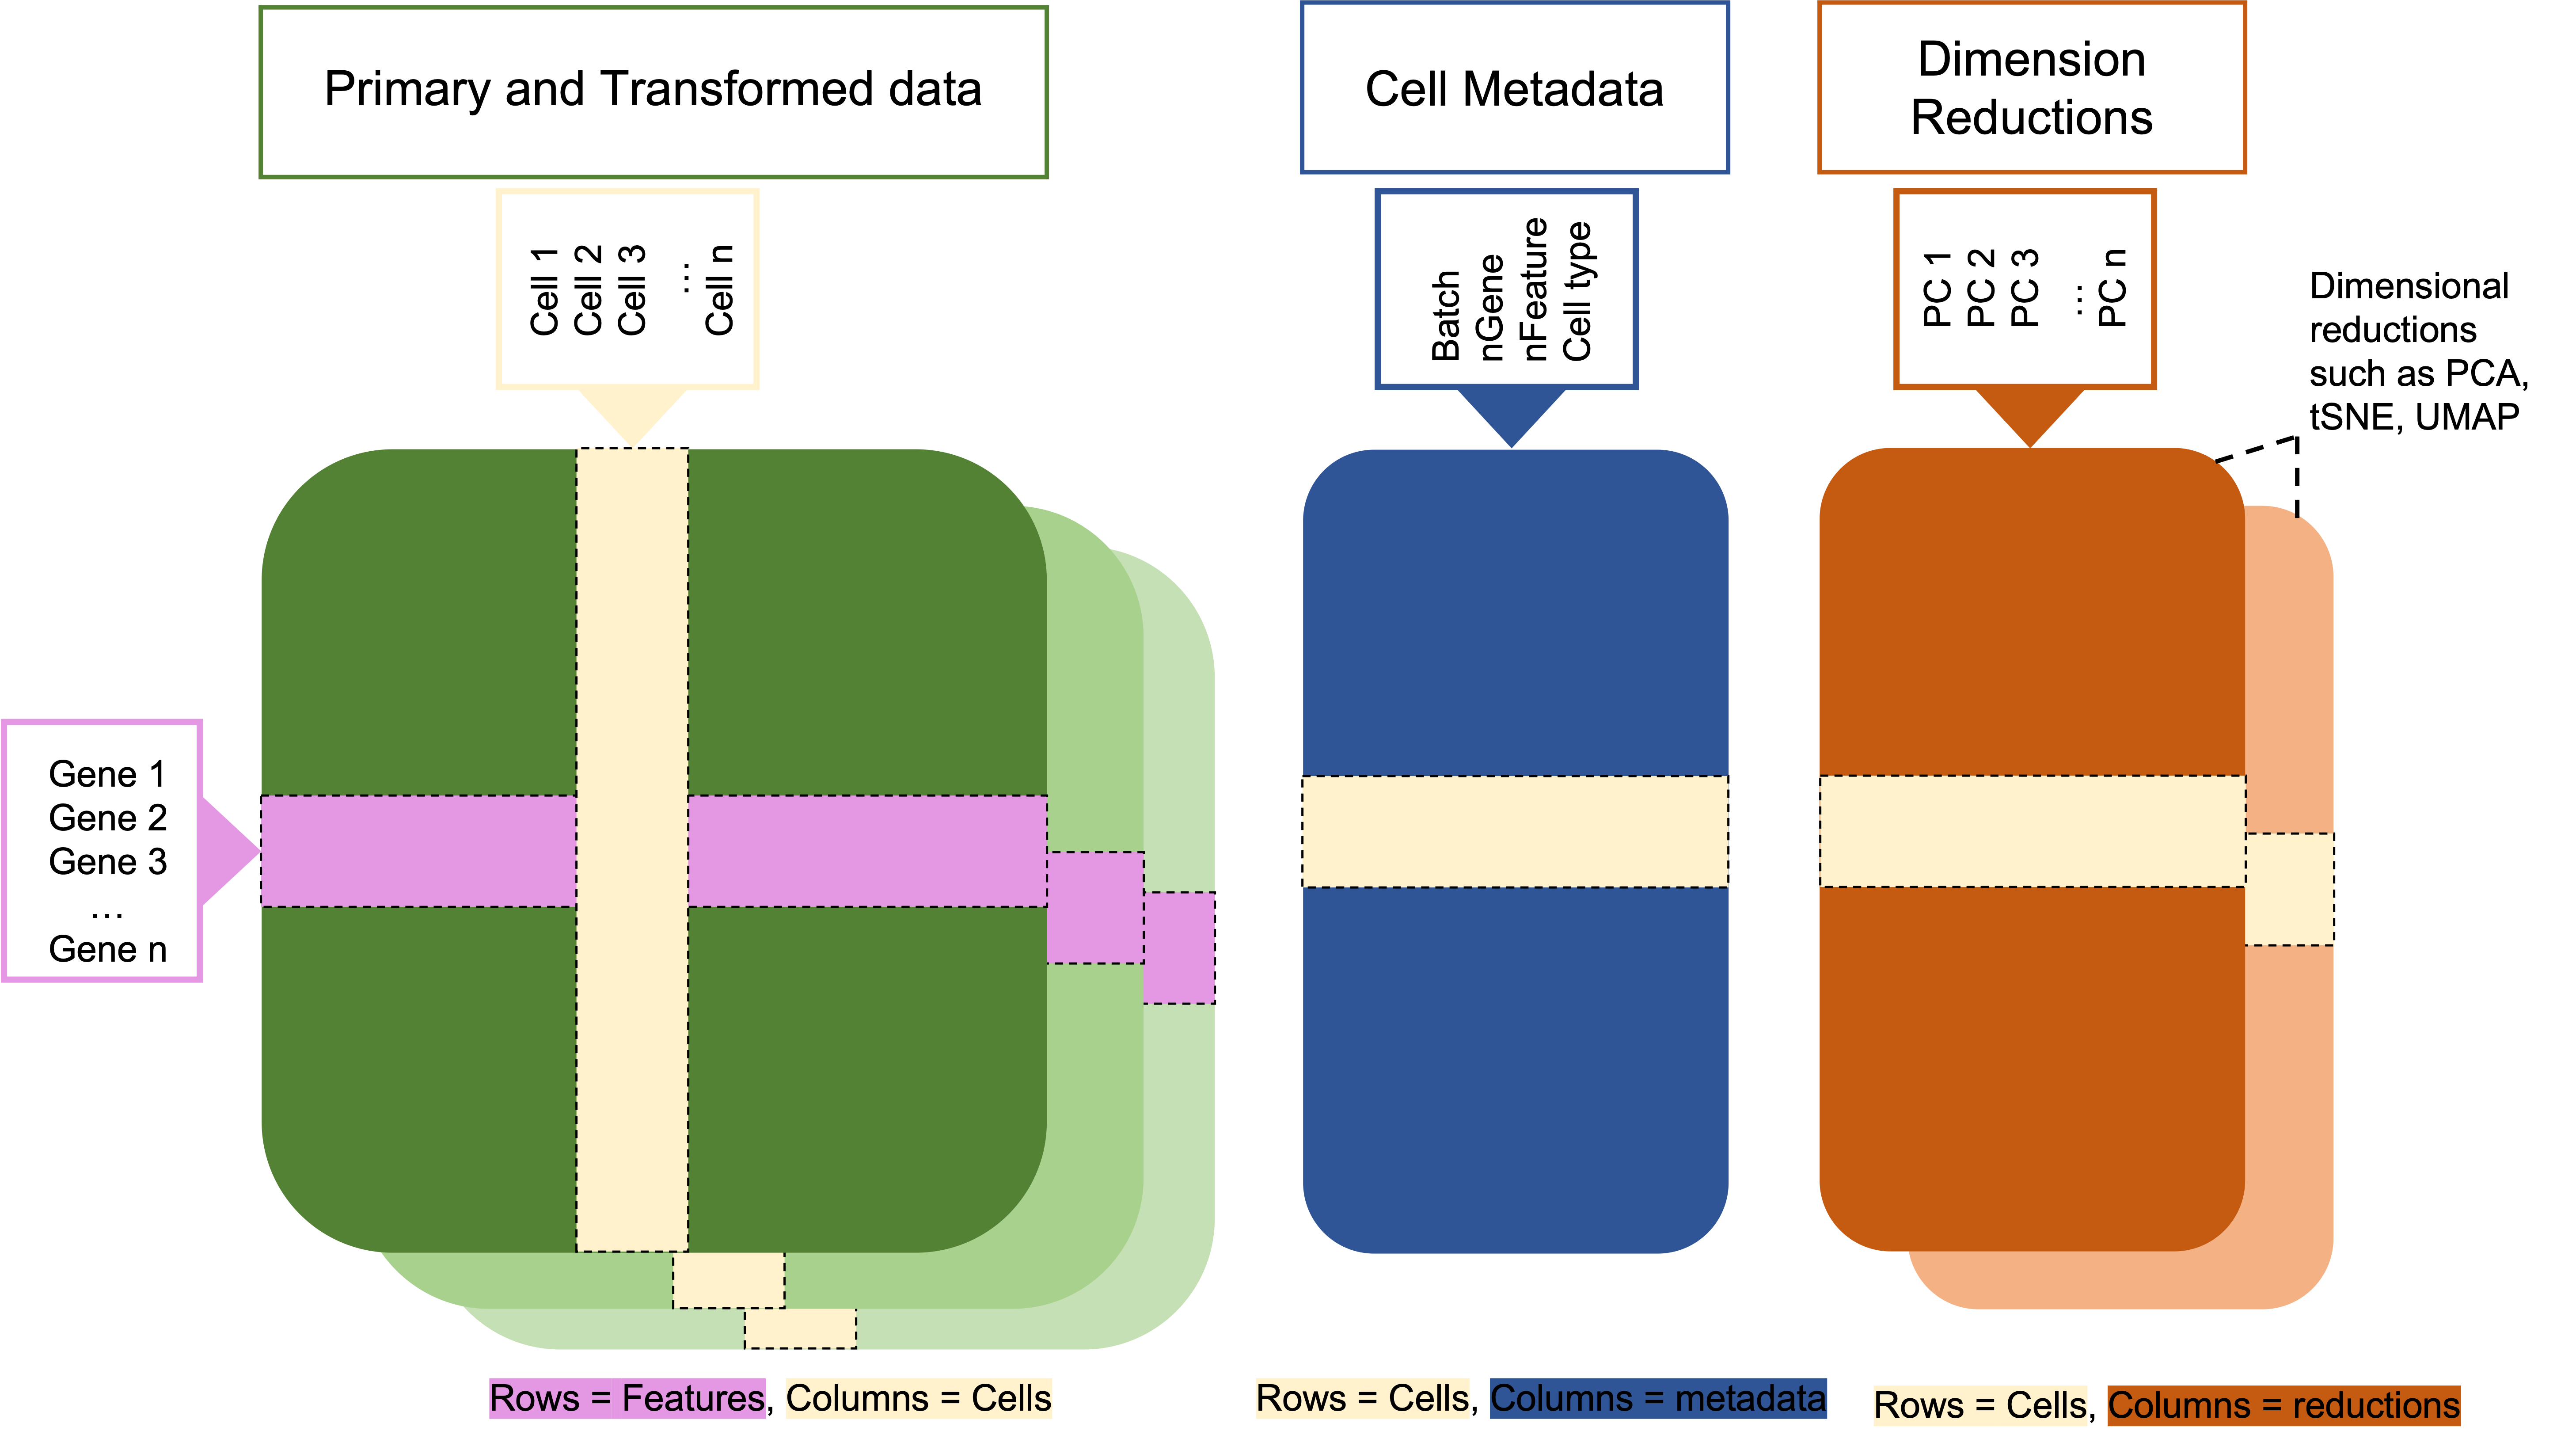 Primary and Transformed data
Cell Metadata
Dimension
Reductions
Cell 1
Cell 2
Cell 3
...
Cell n
Batch
nGene
nFeature
Cell type
PC 1
PC 2
PC 3
...
PC n
Dimensional
reductions
such as PCA,
tSNE, UMAP
Gene 1
Gene 2
Gene 3
...
Gene n
Rows = Features, Columns = Cells
Rows = Cells, Columns = metadata
Rows = Cells, Columns = reductions